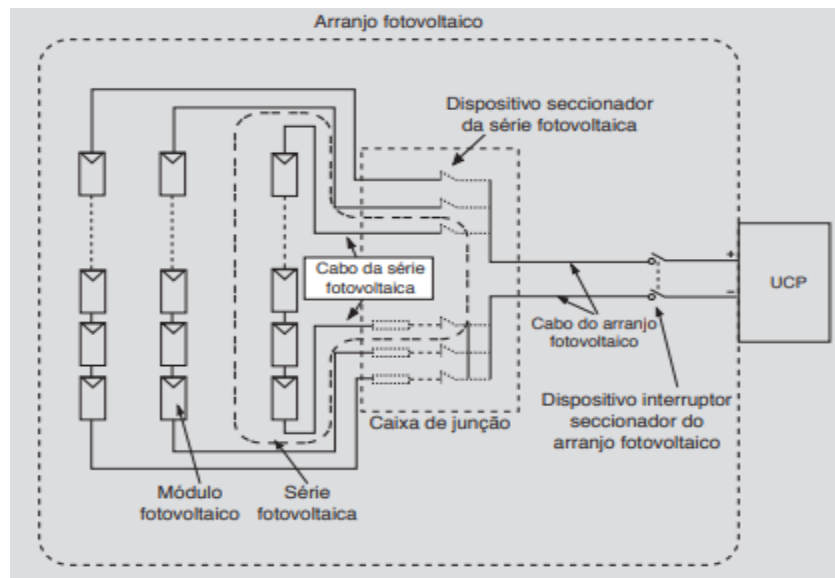 Arranjo fotovoltaico
Dispositivo seccionador
da série fotovoltaica
Cabo da série
fotovoltaica
+
UCP
–
Cabo do arranjo
fotovoltaico
Dispositivo interruptor
seccionador do
arranjo fotovoltaico
Caixa de junção
Módulo
fotovoltaico
Série
fotovoltaica